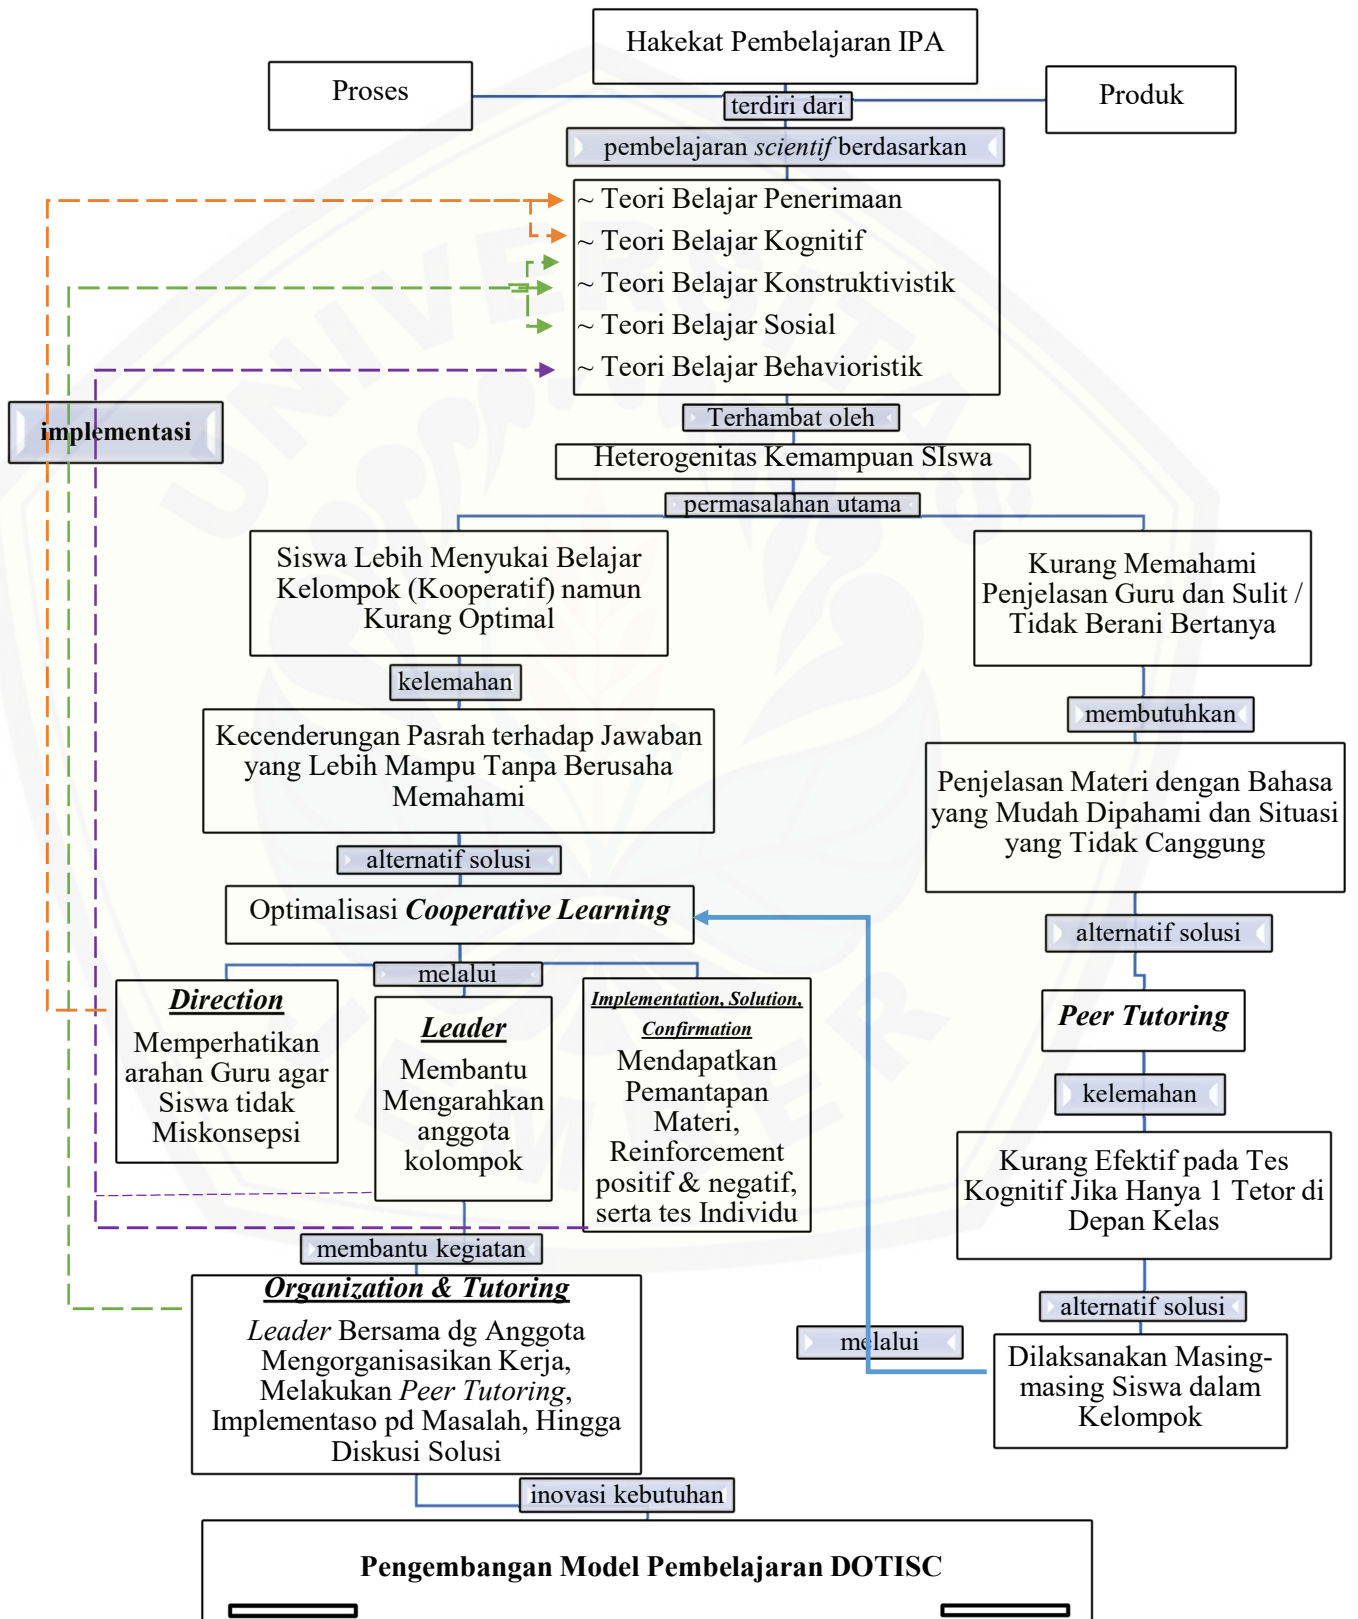 Hakekat Pembelajaran IPA
Proses
terdiri dari
Produk
pembelajaran scientif berdasarkan
~ Teori Belajar Penerimaan
~ Teori Belajar Kognitif
~ Teori Belajar Konstruktivistik
~ Teori Belajar Sosial
~ Teori Belajar Behavioristik
implementasi
Terhambat oleh
Heterogenitas Kemampuan SIswa
permasalahan utama
Siswa Lebih Menyukai Belajar
Kelompok (Kooperatif) namun
Kurang Optimal
Kurang Memahami
Penjelasan Guru dan Sulit /
Tidak Berani Bertanya
kelemahan
membutuhkan
Kecenderungan Pasrah terhadap Jawaban
yang Lebih Mampu Tanpa Berusaha
Memahami
Penjelasan Materi dengan Bahasa
yang Mudah Dipahami dan Situasi
yang Tidak Canggung
alternatif solusi
Optimalisasi Cooperative Learning
alternatif solusi
melalui
Direction
Memperhatikan
arahan Guru agar
Siswa tidak
Miskonsepsi
Leader
Membantu
Mengarahkan
anggota
kolompok
Implementation, Solution,
Confirmation
Mendapatkan
Pemantapan
Materi,
Reinforcement
positif & negatif,
serta tes Individu
Peer Tutoring
kelemahan
Kurang Efektif pada Tes
Kognitif Jika Hanya 1 Tetor di
Depan Kelas
membantu kegiatan
Organization & Tutoring
Leader Bersama dg Anggota
Mengorganisasikan Kerja,
Melakukan Peer Tutoring,
Implementaso pd Masalah, Hingga
Diskusi Solusi
alternatif solusi
melalui
Dilaksanakan Masing-
masing Siswa dalam
Kelompok
inovasi kebutuhan
Pengembangan Model Pembelajaran DOTISC
UNIVERSITAS
JEMBER